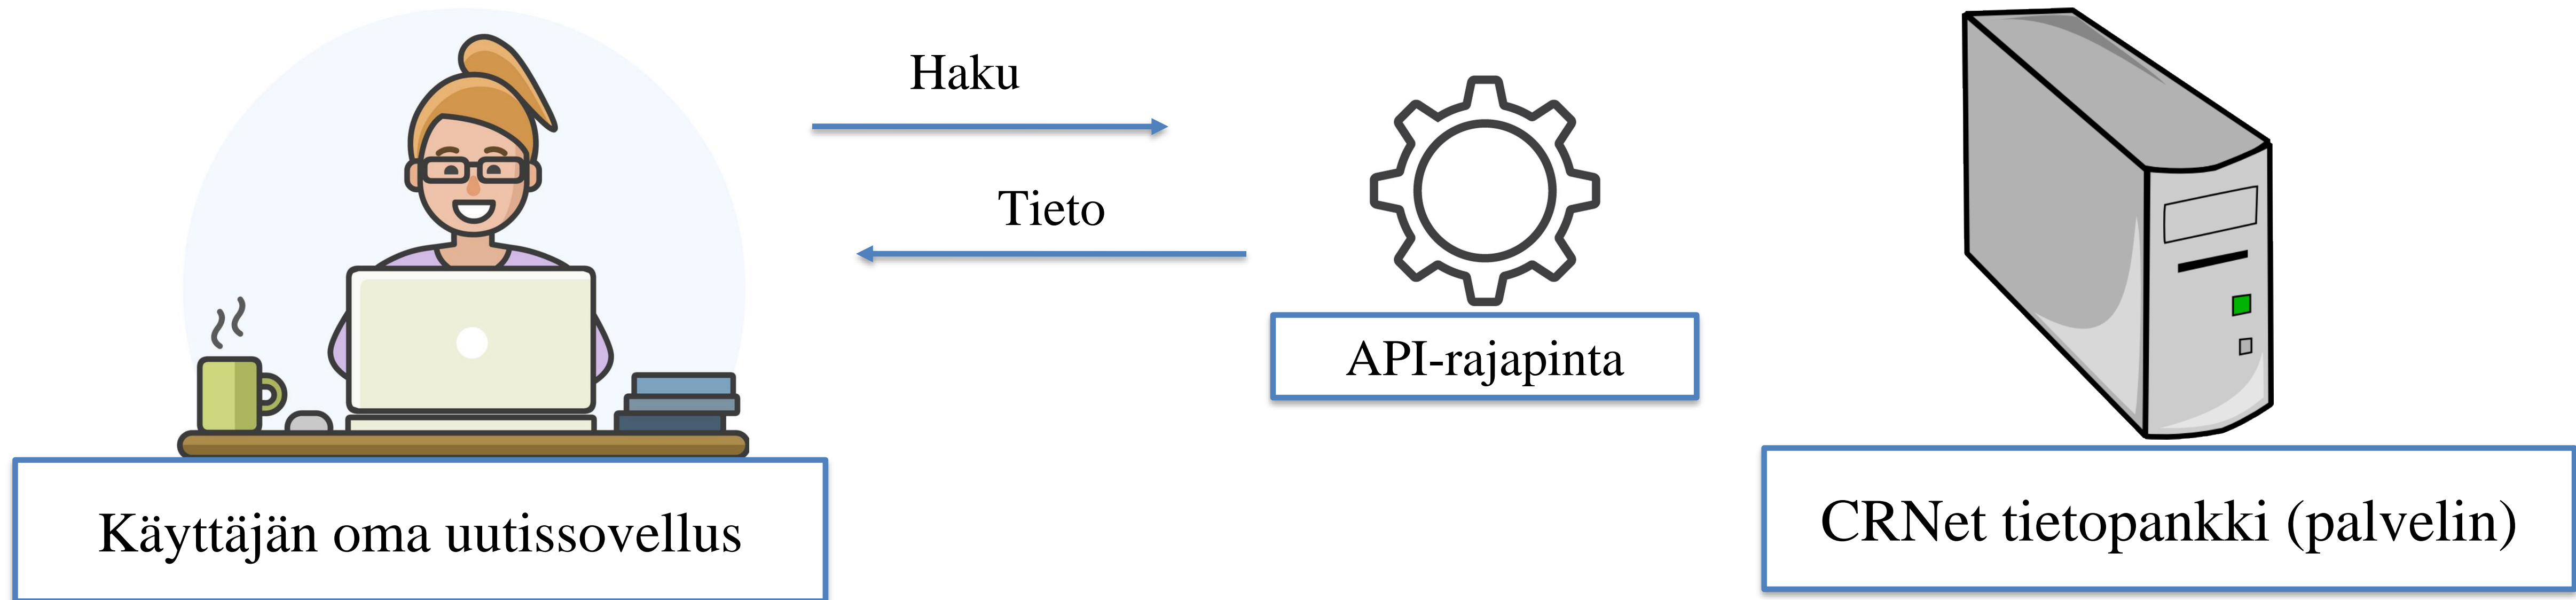 Haku
Tieto
API-rajapinta
Käyttäjän oma uutissovellus
CRNet tietopankki (palvelin)